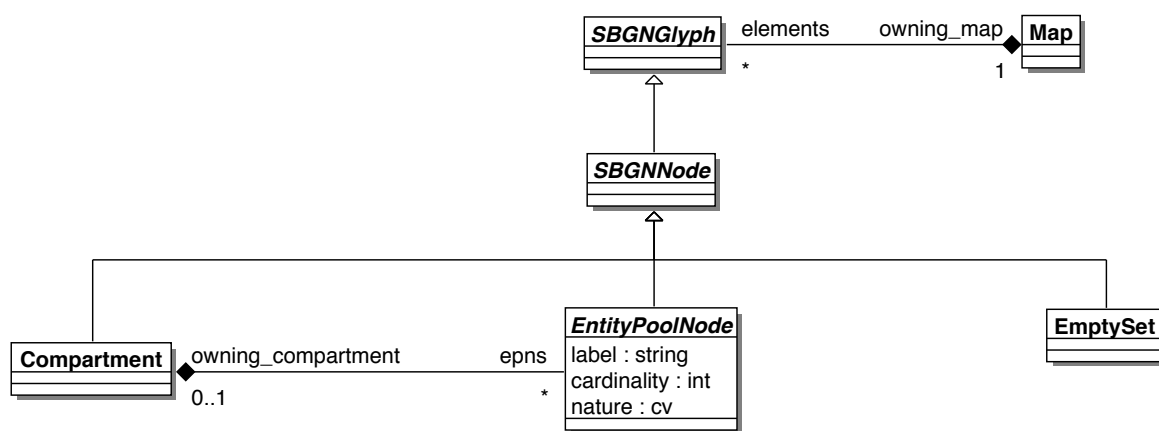 SBGNGlyph elements owning_map Map
* 1
SBGNNode
EntityPoolNode
label : string
cardinality : int
nature : cv
EmptySet
Compartment owning_compartment epns
0..1 *